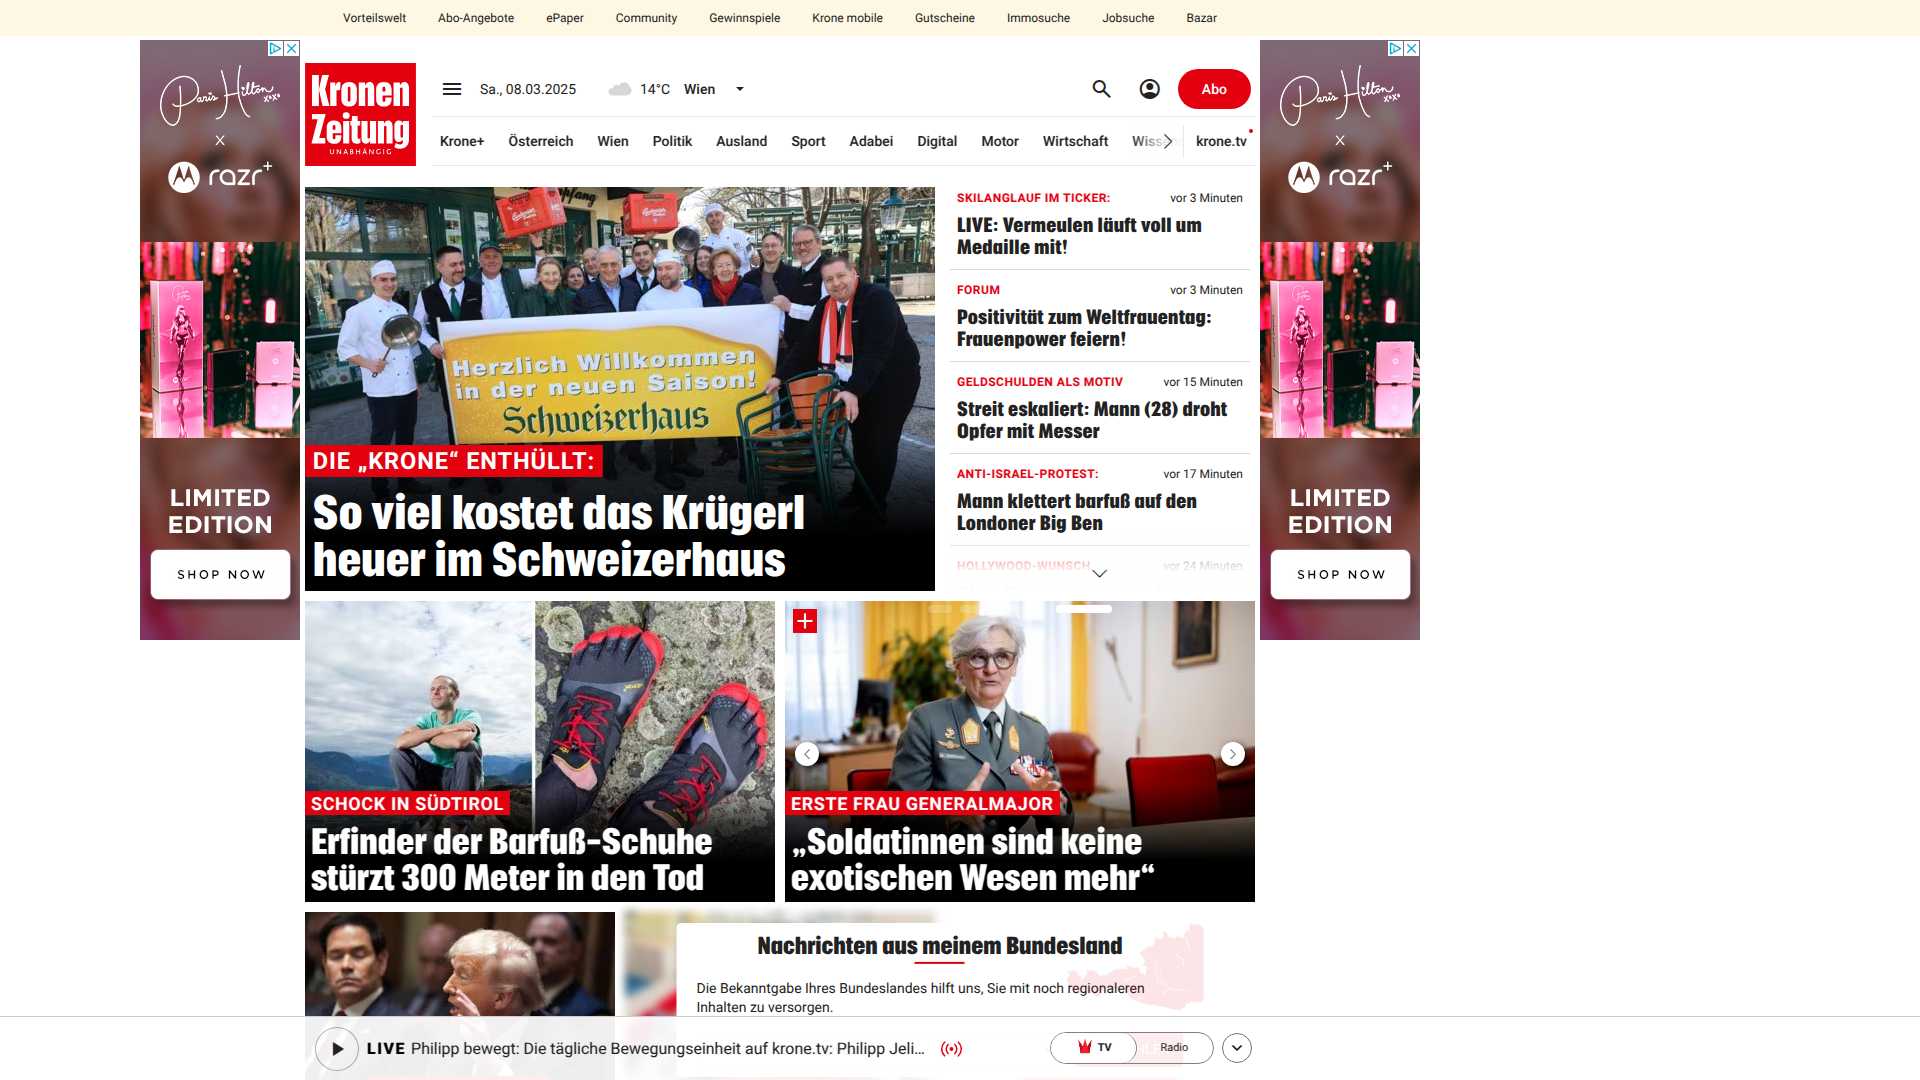 Vorteilswelt
Abo-Angebote
ePaper
Community
Gewinnspiele
Krone mobile
Gutscheine
Immosuche
Jobsuche
Bazar
Paris Hilton
xoxo
X
razr+
LIMITED
EDITION
SHOP NOW
Kronen
Zeitung
UNABHÄNGIG
Sa., 08.03.2025
14°C
Wien
Abo
Krone+
Österreich
Wien
Politik
Ausland
Sport
Adabei
Digital
Motor
Wirtschaft
krone.tv
Herzlich Willkommen
in der neuen Saison!
Schweizerhaus
DIE „KRONE“ ENTHÜLLT:
So viel kostet das Krügerl
heuer im Schweizerhaus
SKILANGLAUF IM TICKER:
vor 3 Minuten
LIVE: Vermeulen läuft voll um
Medaille mit!
FORUM
vor 3 Minuten
Positivität zum Weltfrauentag:
Frauenpower feiern!
GELDSCHULDEN ALS MOTIV
vor 15 Minuten
Streit eskaliert: Mann (28) droht
Opfer mit Messer
ANTI-ISRAEL-PROTEST:
vor 17 Minuten
Mann klettert barfuß auf den
Londoner Big Ben
HOLLYWOOD-WUNSCH
vor 24 Minuten
SCHOCK IN SÜDTIROL
Erfinder der Barfuß-Schuhe
stürzt 300 Meter in den Tod
ERSTE FRAU GENERALMAJOR
„Soldatinnen sind keine
exotischen Wesen mehr“
Nachrichten aus meinem Bundesland
Die Bekanntgabe Ihres Bundeslandes hilft uns, Sie mit noch regionaleren
Inhalten zu versorgen.
LIVE Philipp bewegt: Die tägliche Bewegungseinheit auf krone.tv: Philipp Jeli...
TV
Radio
Paris Hilton
xoxo
X
razr+
LIMITED
EDITION
SHOP NOW